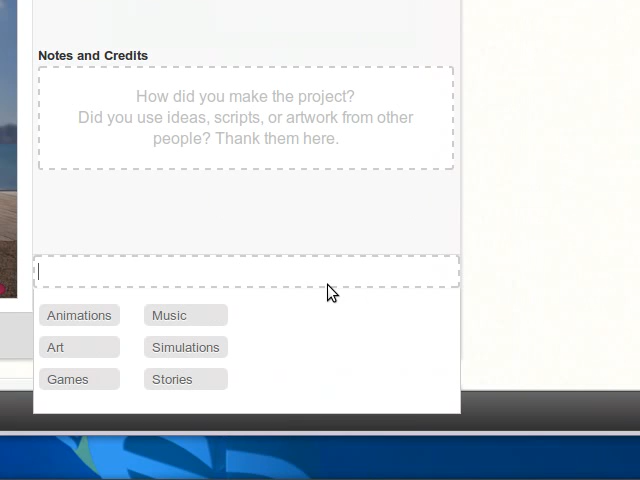 Notes and Credits
How did you make the project?
Did you use ideas, scripts, or artwork from other
people? Thank them here.
Animations
Music
Art
Simulations
Games
Stories